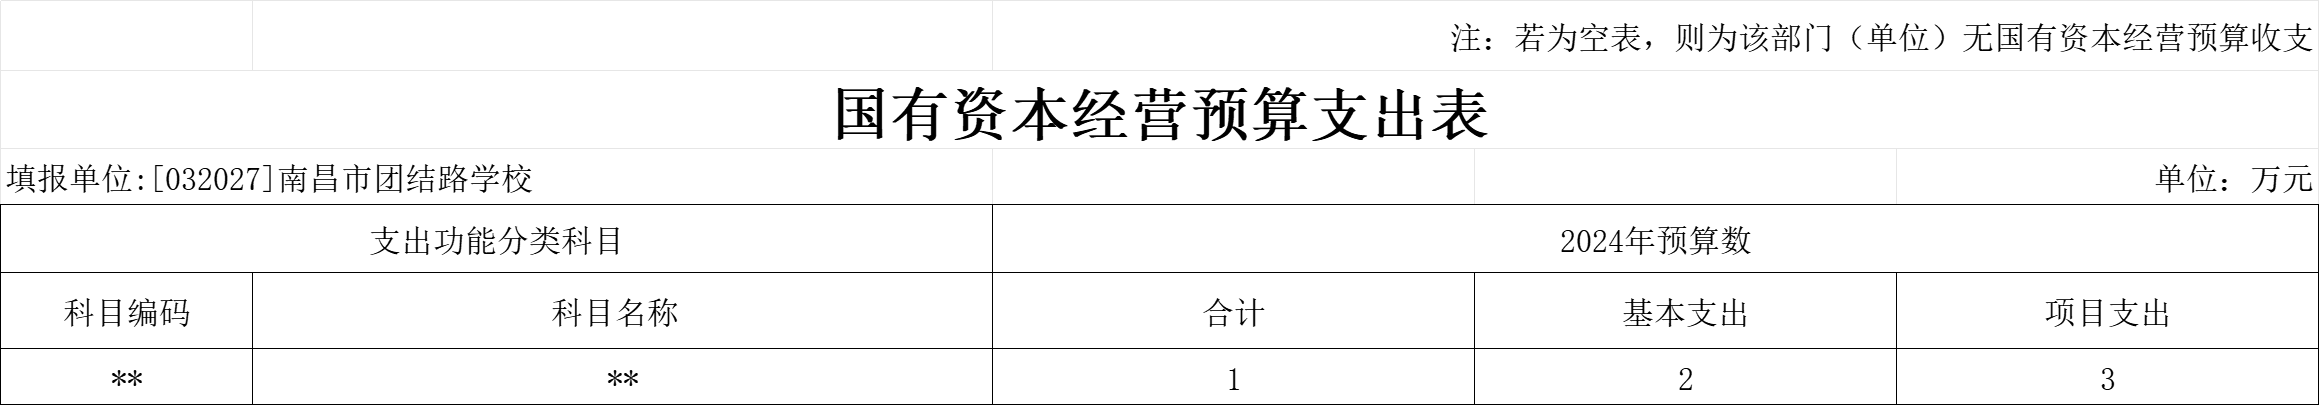 注：若为空表，则为该部门（单位）无国有资本经营预算收支
国有资本经营预算支出表
填报单位:[032027]南昌市团结路学校 单位：万元
支出功能分类科目 2024年预算数
科目编码 科目名称 合计 基本支出 项目支出
** ** 1 2 3